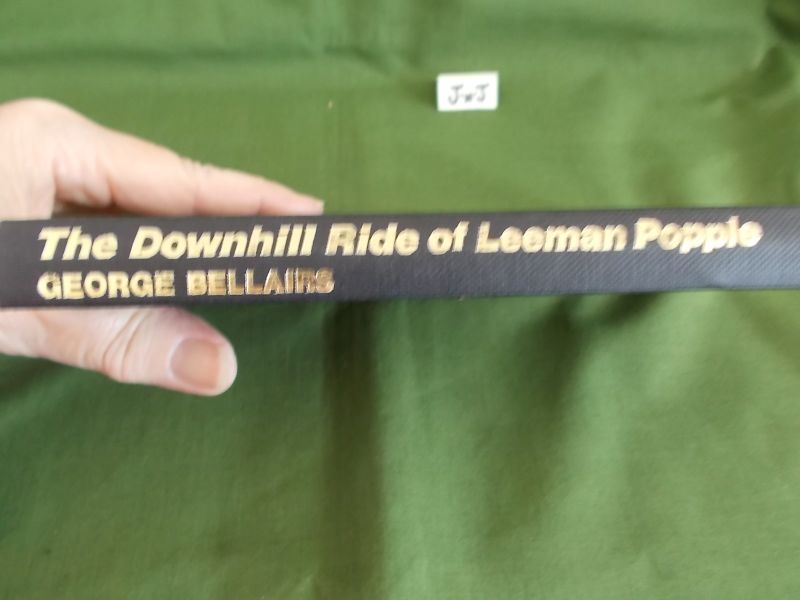 JwJ
The Downhill Ride of Leeman Popple
GEORGE BELLAIRS